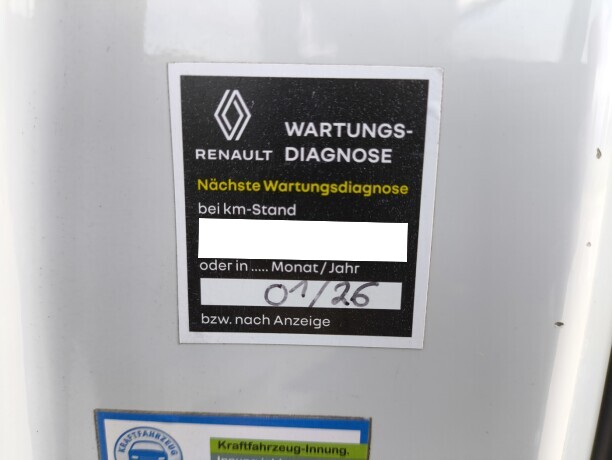 WARTUNGS-
DIAGNOSE
RENAULT
Nächste Wartungsdiagnose
bei km-Stand
oder in ..... Monat/Jahr
01/26
bzw. nach Anzeige
KRAFTFAHRZEUG
Kraftfahrzeug-Innung.